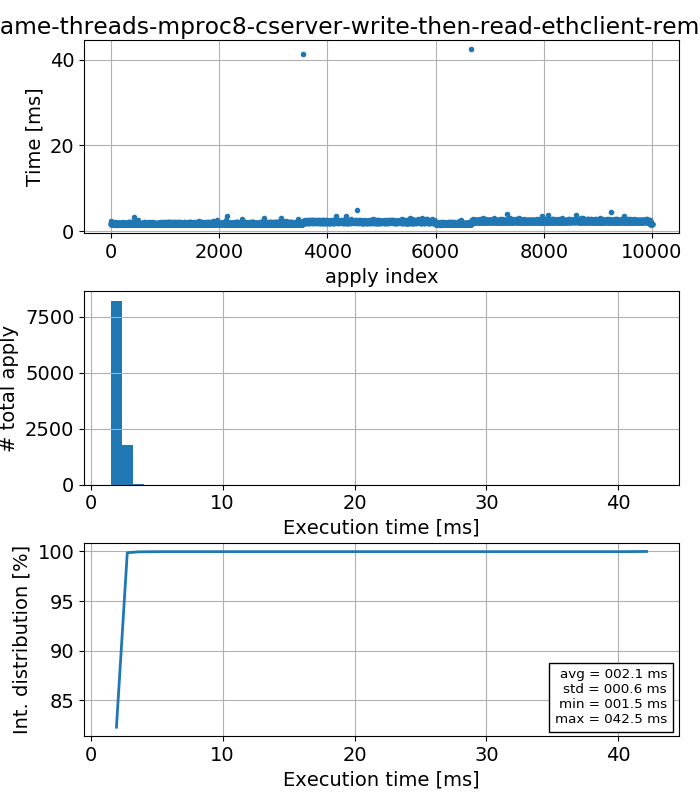 ame-threads-mproc8-cserver-write-then-read-ethclient-rem
Time [ms]
40
20
0
0 2000 4000 6000 8000 10000
apply index
# total apply
7500
5000
2500
0
0 10 20 30 40
Execution time [ms]
Int. distribution [%]
100
95
90
85
avg = 002.1 ms
std = 000.6 ms
min = 001.5 ms
max = 042.5 ms
0 10 20 30 40
Execution time [ms]